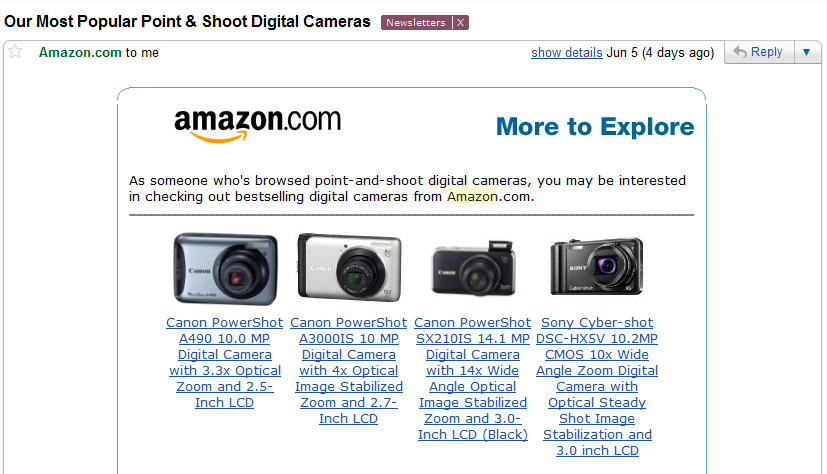 Our Most Popular Point & Shoot Digital Cameras Newsletters X
Amazon.com to me show details Jun 5 (4 days ago) Reply
amazon.com More to Explore
As someone who's browsed point-and-shoot digital cameras, you may be interested
in checking out bestselling digital cameras from Amazon.com.
Canon
Canon
Canon
SONY
Cyber-shot
Canon PowerShot
A490 10.0 MP
Digital Camera
with 3.3x Optical
Zoom and 2.5-
Inch LCD
Canon PowerShot
A3000IS 10 MP
Digital Camera
with 4x Optical
Image Stabilized
Zoom and 2.7-
Inch LCD
Canon PowerShot
SX210IS 14.1 MP
Digital Camera
with 14x Wide
Angle Optical
Image Stabilized
Zoom and 3.0-
Inch LCD (Black)
Sony Cyber-shot
DSC-HX5V 10.2MP
CMOS 10x Wide
Angle Zoom Digital
Camera with
Optical Steady
Shot Image
Stabilization and
3.0 inch LCD